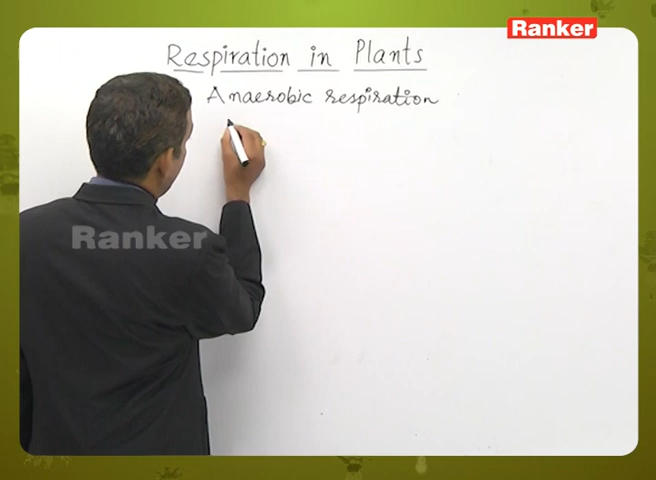 Ranker
Respiration in Plants
Anaerobic respiration
Ranker